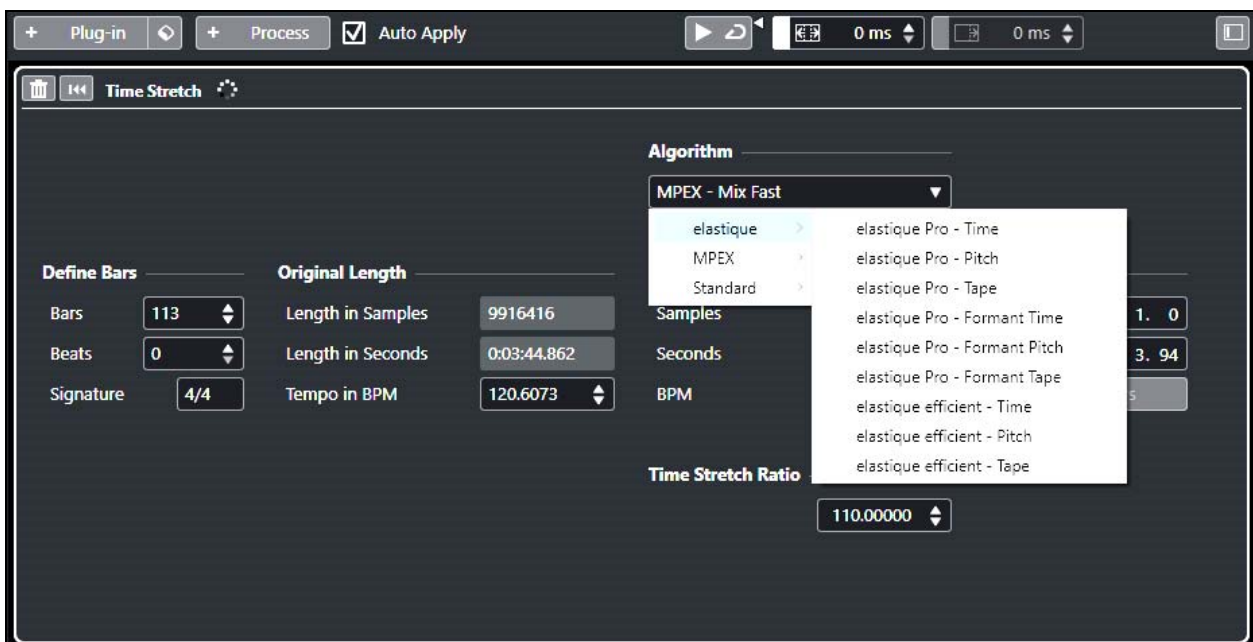 + Plug-in + Process Auto Apply 0 ms 0 ms
Time Stretch
Algorithm
MPEX - Mix Fast
elastique
MPEX
Standard
elastique Pro - Time
elastique Pro - Pitch
elastique Pro - Tape
elastique Pro - Formant Time
elastique Pro - Formant Pitch
elastique Pro - Formant Tape
elastique efficient - Time
elastique efficient - Pitch
elastique efficient - Tape
Define Bars
Bars 113
Beats 0
Signature 4/4
Original Length
Length in Samples 9916416
Length in Seconds 0:03:44.862
Tempo in BPM 120.6073
Samples
Seconds
BPM
1. 0
3. 94
s
Time Stretch Ratio
110.00000